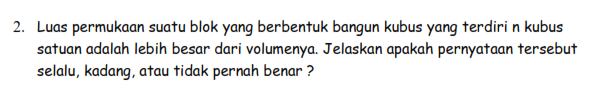 2. Luas permukaan suatu blok yang berbentuk bangun kubus yang terdiri n kubus
satuan adalah lebih besar dari volumenya. Jelaskan apakah pernyataan tersebut
selalu, kadang, atau tidak pernah benar ?